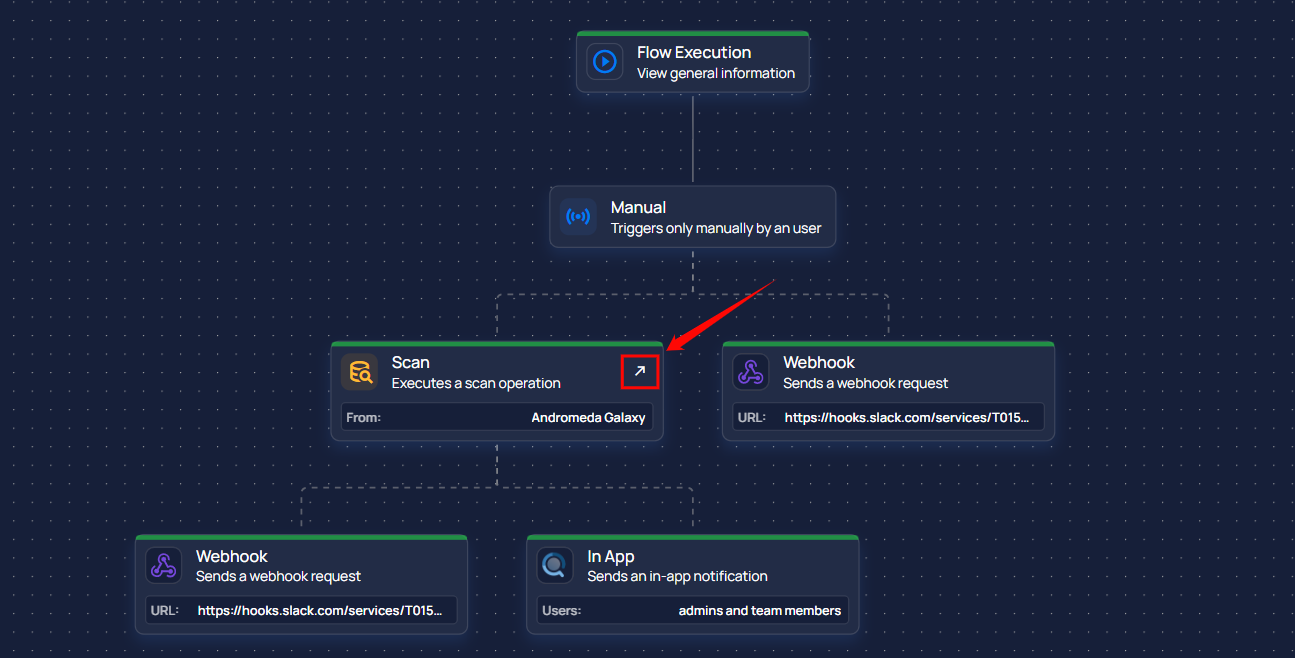 Flow Execution
View general information
Manual
Triggers only manually by an user
Scan
Executes a scan operation
From: Andromeda Galaxy
Webhook
Sends a webhook request
URL: https://hooks.slack.com/services/T015...
Webhook
Sends a webhook request
URL: https://hooks.slack.com/services/T015...
In App
Sends an in-app notification
Users: admins and team members